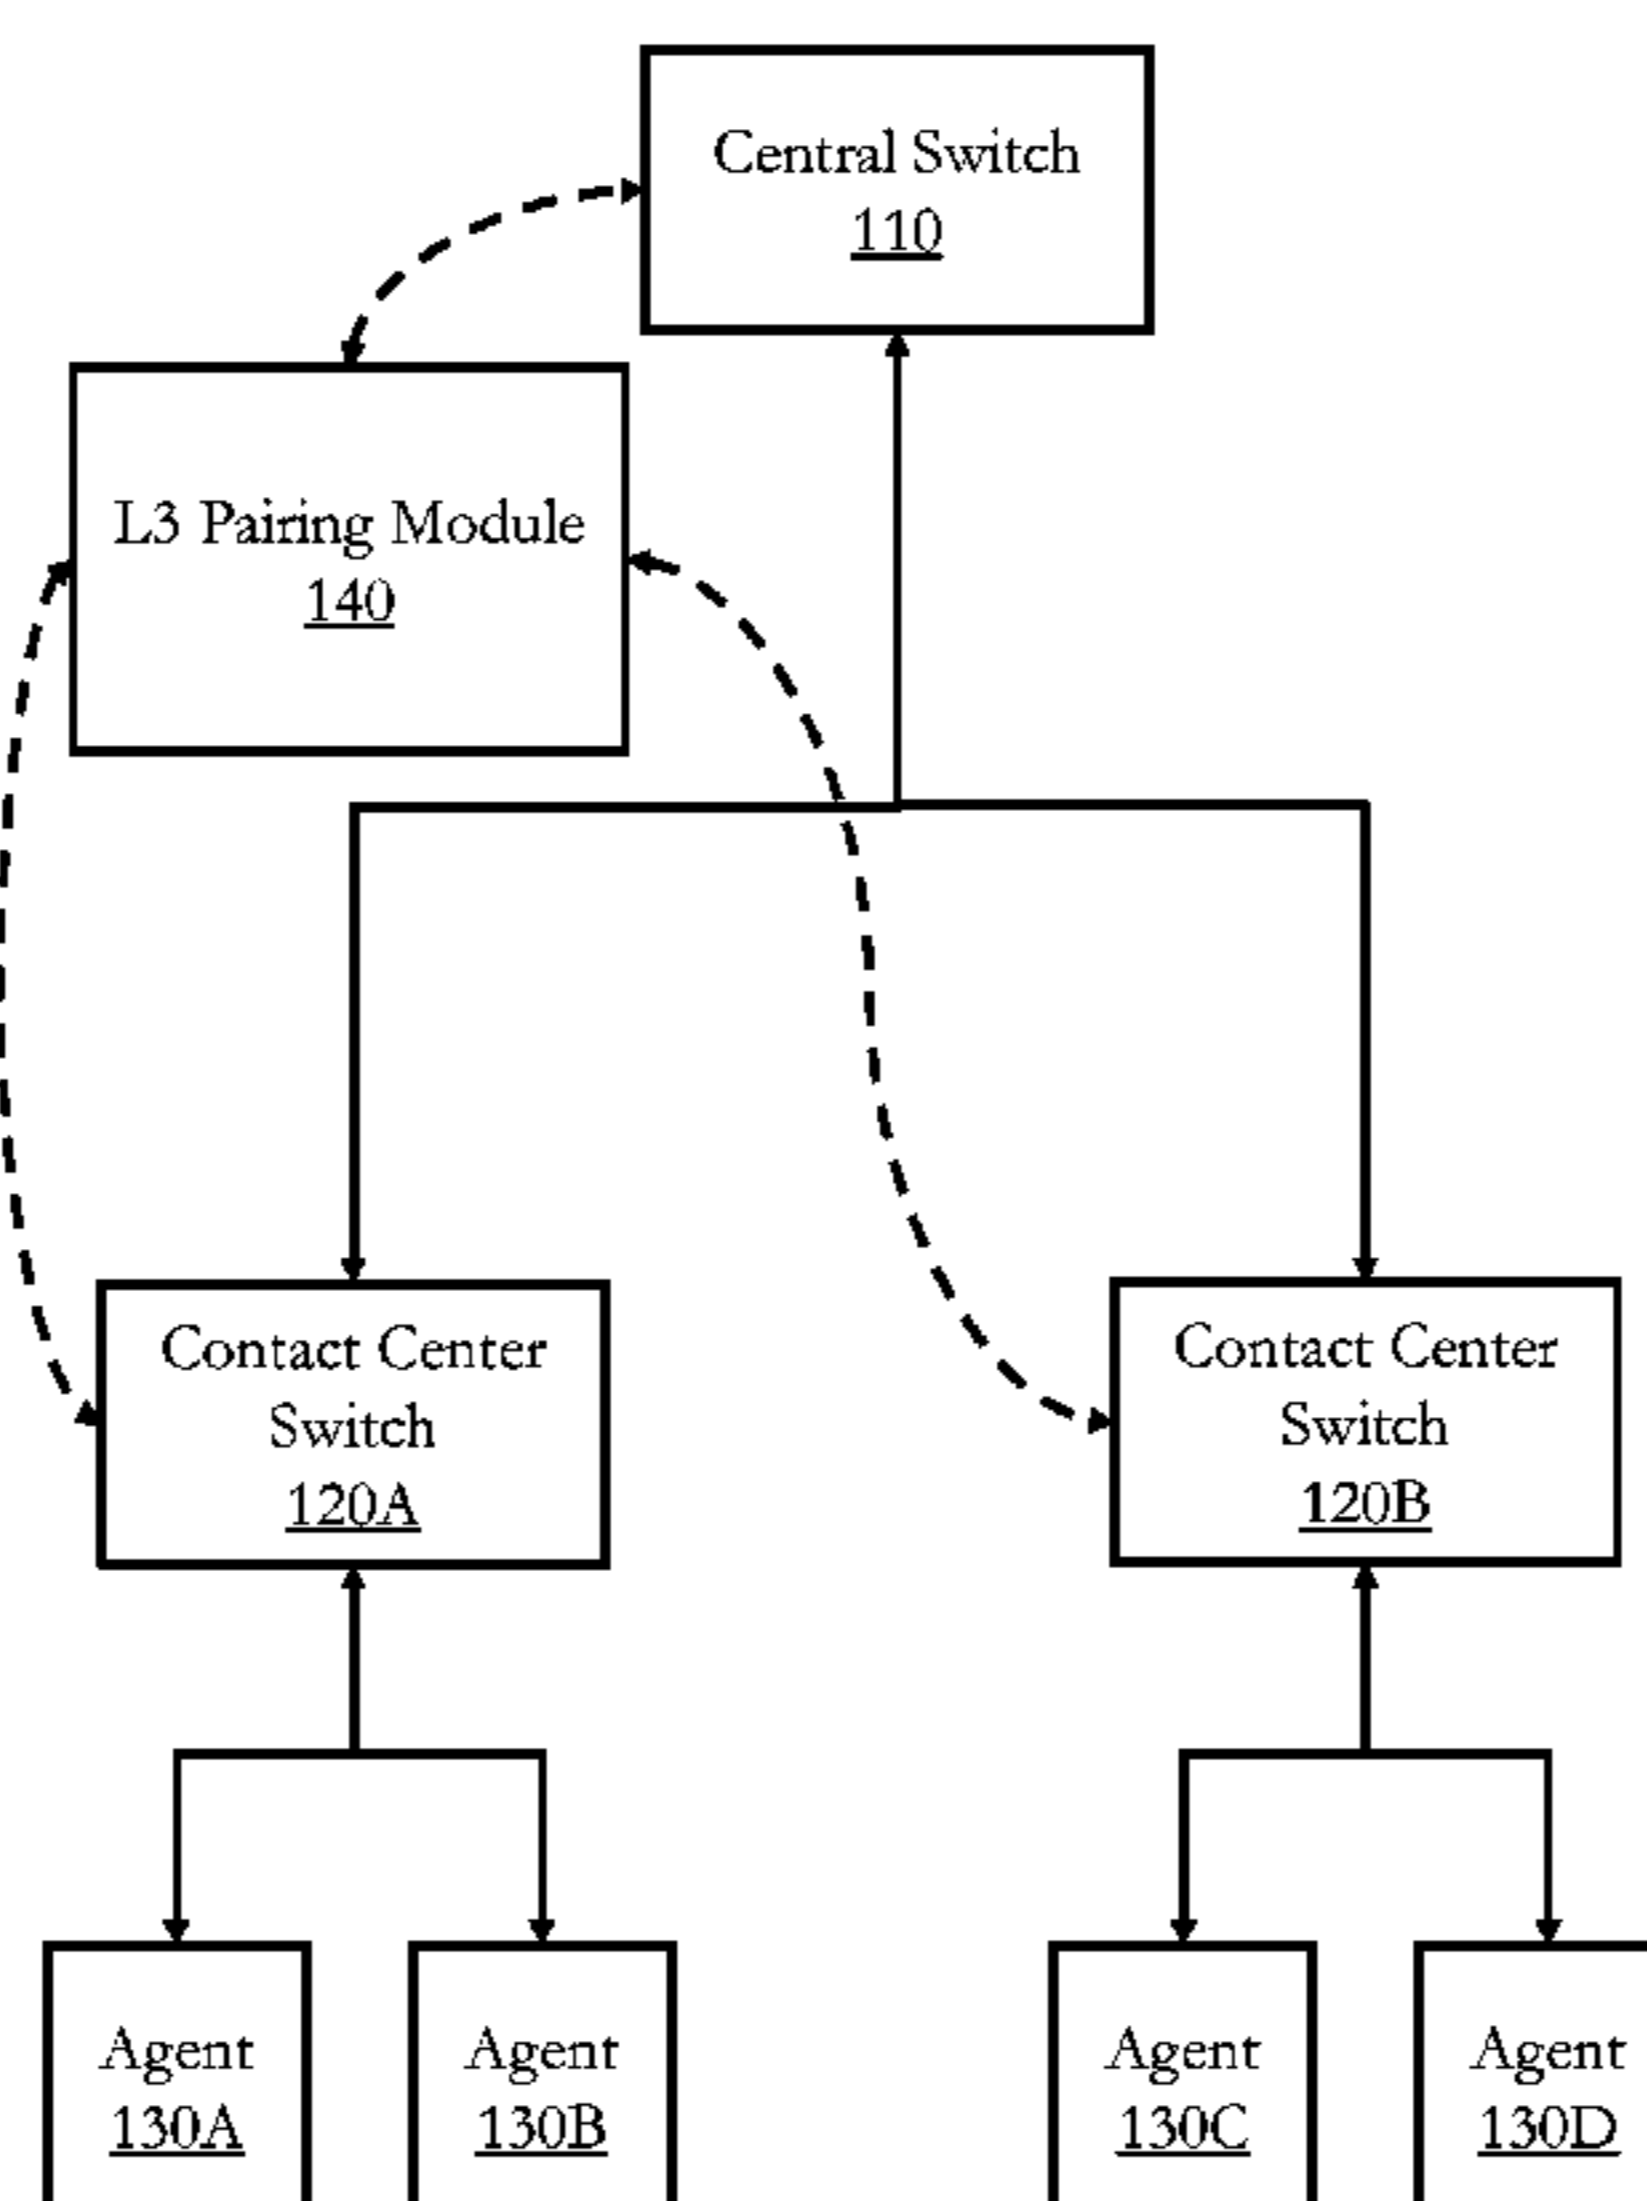 Central Switch
110
L3 Pairing Module
140
Contact Center
Switch
120A
Contact Center
Switch
120B
Agent
130A
Agent
130B
Agent
130C
Agent
130D